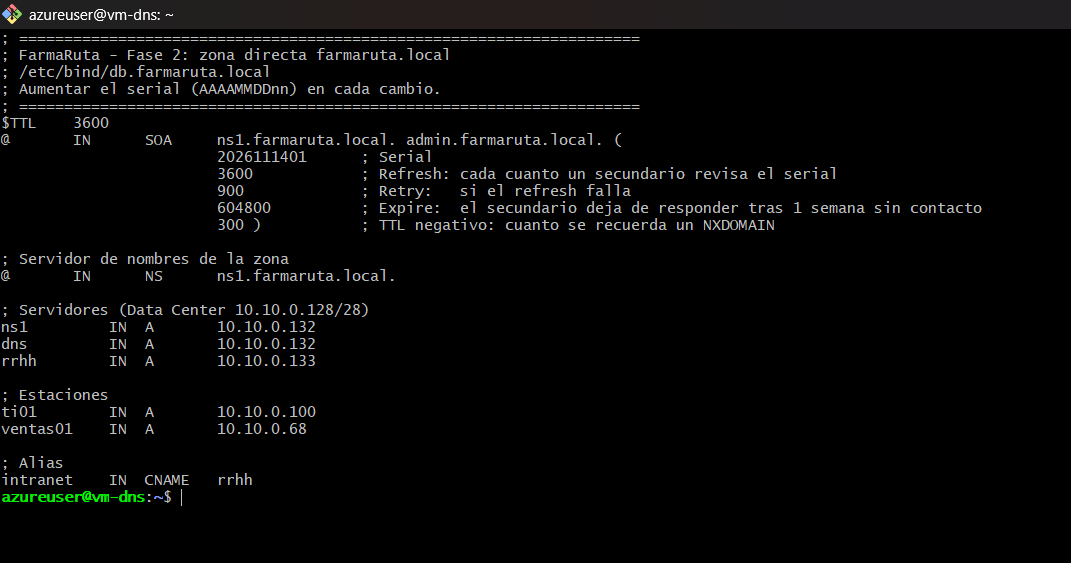 azureuser@vm-dns: ~
; =====================================================================
; FarmaRuta - Fase 2: zona directa farmaruta.local
; /etc/bind/db.farmaruta.local
; Aumentar el serial (AAAAMMDDnn) en cada cambio.
; =====================================================================
$TTL    3600
@       IN      SOA     ns1.farmaruta.local. admin.farmaruta.local. (
                        2026111401      ; Serial
                        3600            ; Refresh: cada cuanto un secundario revisa el serial
                        900             ; Retry:   si el refresh falla
                        604800          ; Expire:  el secundario deja de responder tras 1 semana sin contacto
                        300 )           ; TTL negativo: cuanto se recuerda un NXDOMAIN
; Servidor de nombres de la zona
@       IN      NS      ns1.farmaruta.local.
; Servidores (Data Center 10.10.0.128/28)
ns1         IN  A       10.10.0.132
dns         IN  A       10.10.0.132
rrhh        IN  A       10.10.0.133
; Estaciones
ti01        IN  A       10.10.0.100
ventas01    IN  A       10.10.0.68
; Alias
intranet    IN  CNAME   rrhh
azureuser@vm-dns:~$